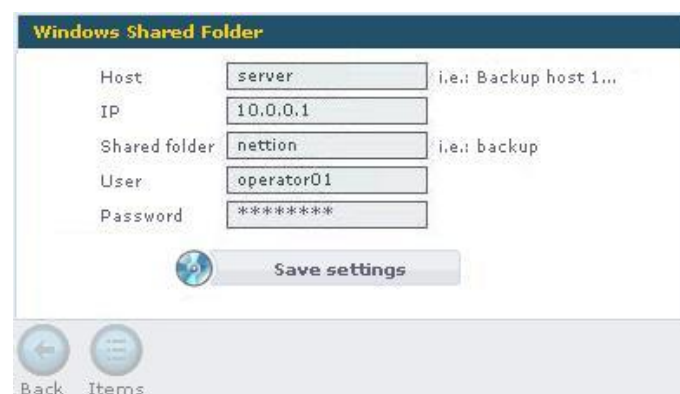 Windows Shared Folder
Host server i.e.: Backup host 1...
IP 10.0.0.1
Shared folder nettion i.e.: backup
User operator01
Password ********
Save settings
Back Items